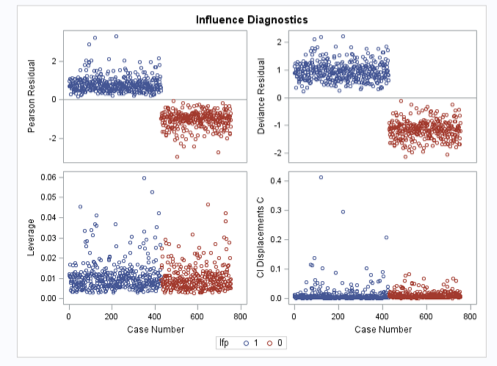 Influence Diagnostics
Pearson Residual
2
0
-2
Deviance Residual
2
1
0
-1
-2
Leverage
0.06
0.05
0.04
0.03
0.02
0.01
0.00
0 200 400 600 800
Case Number
CI Displacements C
0.4
0.3
0.2
0.1
0.0
0 200 400 600 800
Case Number
lfp 1 0